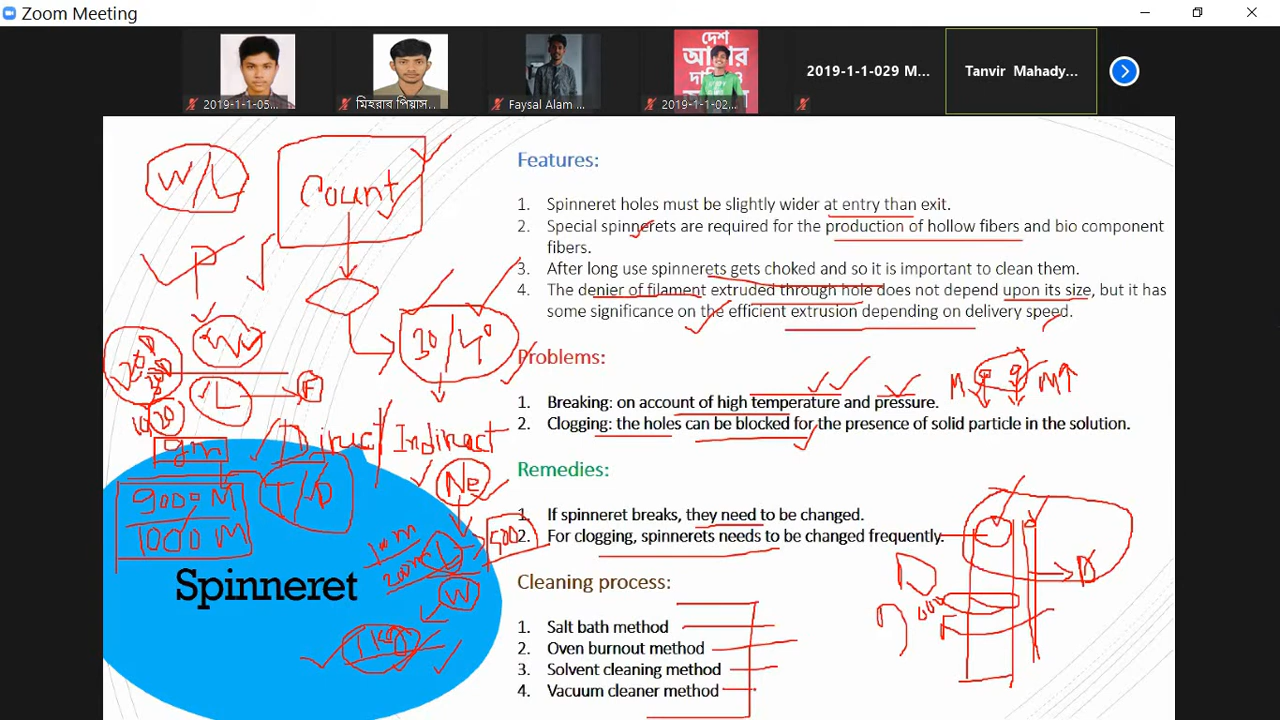 Zoom Meeting
দেশ
আমার
2019-1-1-05...
মিহরাব পিয়াস...
Faysal Alam ...
2019-1-1-02...
2019-1-1-029 M...
Tanvir Mahady...
W/L
Count
P
30/40
W
L
F
gm
9000 M
1000 M
Direct/Indirect
T/D
Ne
500
L
W
1 kg
Spinneret
Features:
1. Spinneret holes must be slightly wider at entry than exit.
2. Special spinnerets are required for the production of hollow fibers and bio component
fibers.
3. After long use spinnerets gets choked and so it is important to clean them.
4. The denier of filament extruded through hole does not depend upon its size, but it has
some significance on the efficient extrusion depending on delivery speed.
Problems:
1. Breaking: on account of high temperature and pressure.
2. Clogging: the holes can be blocked for the presence of solid particle in the solution.
M
M↑
Remedies:
1. If spinneret breaks, they need to be changed.
2. For clogging, spinnerets needs to be changed frequently.
D
Cleaning process:
1. Salt bath method
2. Oven burnout method
3. Solvent cleaning method
4. Vacuum cleaner method